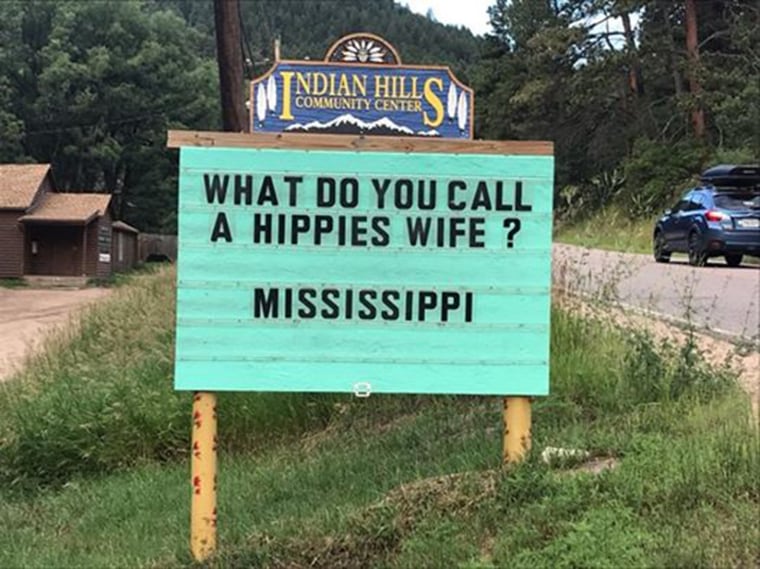 INDIAN HILLS
COMMUNITY CENTER
WHAT DO YOU CALL
A HIPPIES WIFE ?
MISSISSIPPI